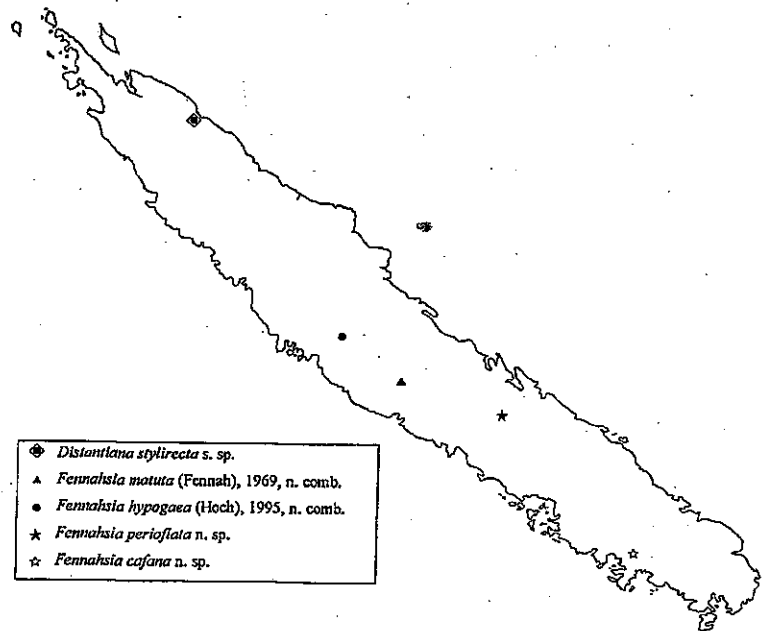 Distantiana stylirecta s. sp.
Fennahsia matuta (Fennah), 1969, n. comb.
Fennahsia hypogaea (Hoch), 1995, n. comb.
Fennahsia perioflata n. sp.
Fennahsia cafana n. sp.